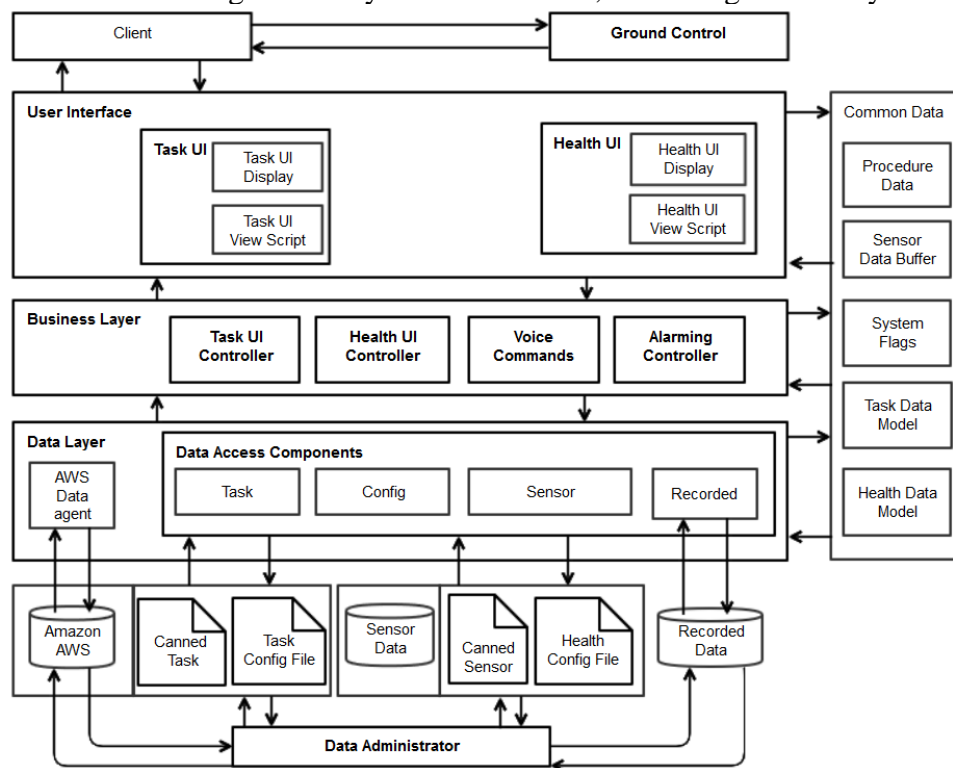 Client
Ground Control
User Interface
Common Data
Task UI
Task UI
Display
Task UI
View Script
Health UI
Health UI
Display
Health UI
View Script
Procedure
Data
Sensor
Data Buffer
System
Flags
Task Data
Model
Health Data
Model
Business Layer
Task UI
Controller
Health UI
Controller
Voice
Commands
Alarming
Controller
Data Layer
AWS
Data
agent
Data Access Components
Task
Config
Sensor
Recorded
Amazon
AWS
Canned
Task
Task
Config File
Sensor
Data
Canned
Sensor
Health
Config File
Recorded
Data
Data Administrator